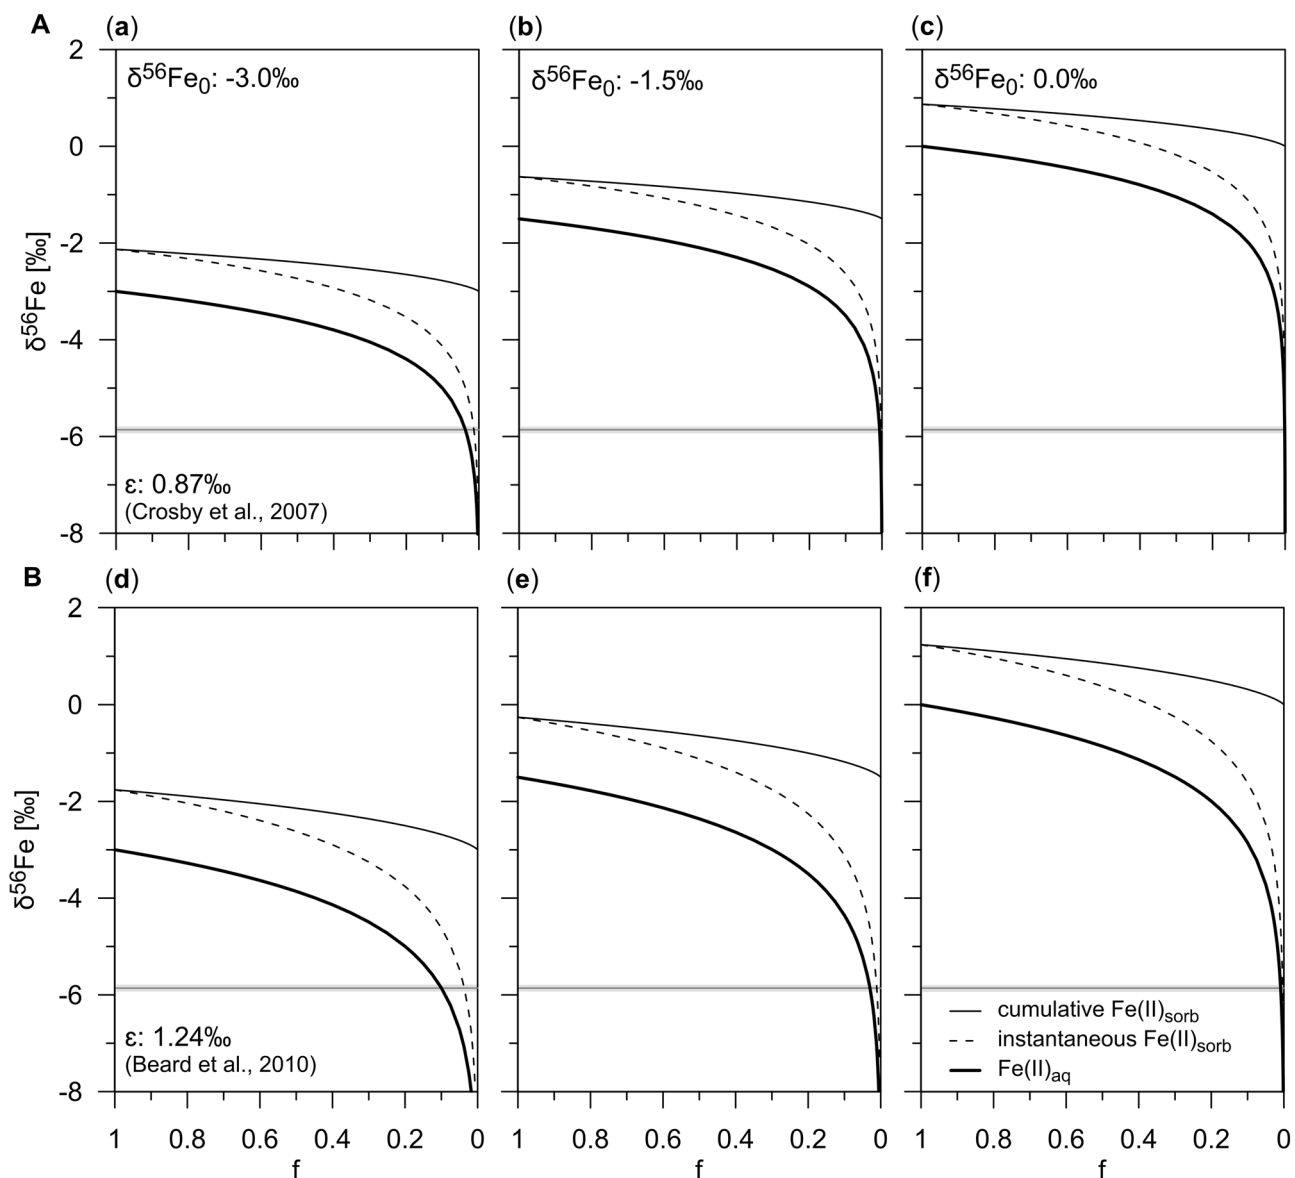 A (a) (b) (c)
δ⁵⁶Fe₀: -3.0‰ δ⁵⁶Fe₀: -1.5‰ δ⁵⁶Fe₀: 0.0‰
2
0
-2
-4
-6
-8
δ⁵⁶Fe [‰]
ε: 0.87‰
(Crosby et al., 2007)
B (d) (e) (f)
2
0
-2
-4
-6
-8
δ⁵⁶Fe [‰]
ε: 1.24‰
(Beard et al., 2010)
cumulative Fe(II)sorb
instantaneous Fe(II)sorb
Fe(II)aq
1 0.8 0.6 0.4 0.2 0 1 0.8 0.6 0.4 0.2 0 1 0.8 0.6 0.4 0.2 0
f f f